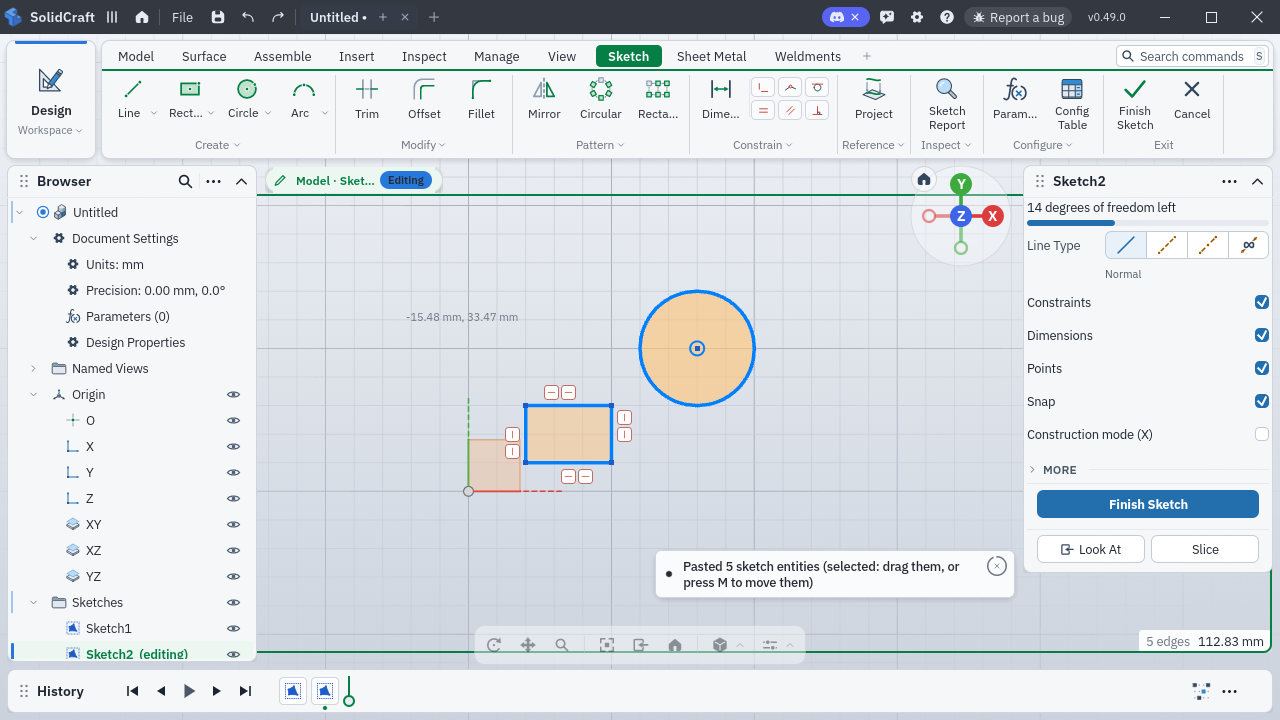 SolidCraft
File
Untitled •
Report a bug
v0.49.0
Design
Workspace
Model
Surface
Assemble
Insert
Inspect
Manage
View
Sketch
Sheet Metal
Weldments
Search commands
S
Line
Rect...
Circle
Arc
Create
Trim
Offset
Fillet
Modify
Mirror
Circular
Recta...
Pattern
Dime...
Constrain
Project
Reference
Sketch
Report
Inspect
Param...
Config
Table
Configure
Finish
Sketch
Cancel
Exit
Browser
Untitled
Document Settings
Units: mm
Precision: 0.00 mm, 0.0°
Parameters (0)
Design Properties
Named Views
Origin
O
X
Y
Z
XY
XZ
YZ
Sketches
Sketch1
Sketch2 (editing)
Model · Sket...
Editing
Y
Z
X
-15.48 mm, 33.47 mm
Sketch2
14 degrees of freedom left
Line Type
Normal
Constraints
Dimensions
Points
Snap
Construction mode (X)
MORE
Finish Sketch
Look At
Slice
Pasted 5 sketch entities (selected: drag them, or
press M to move them)
5 edges 112.83 mm
History